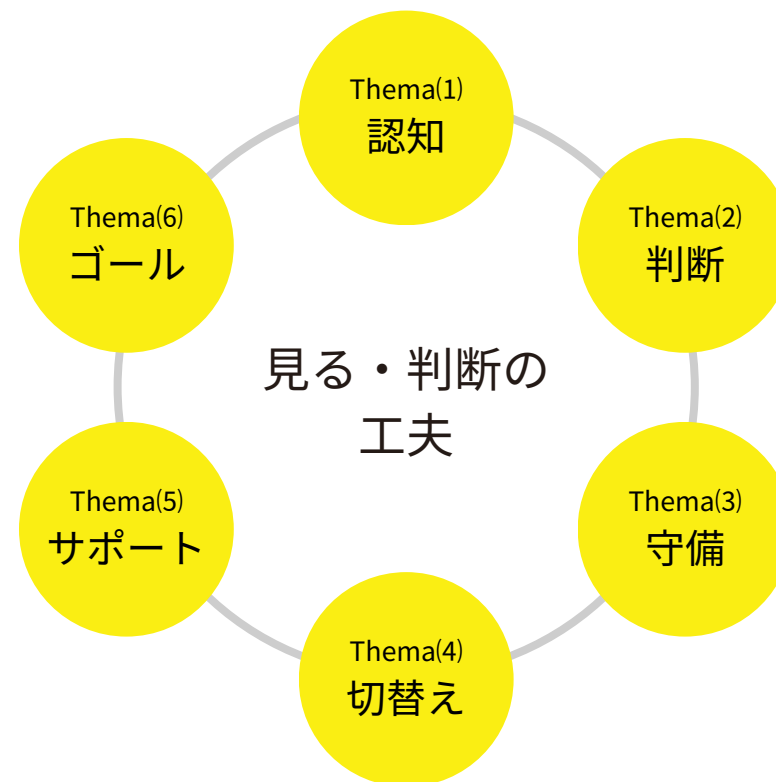 Thema(1)
認知
Thema(2)
判断
Thema(3)
守備
Thema(4)
切替え
Thema(5)
サポート
Thema(6)
ゴール
見る・判断の
工夫